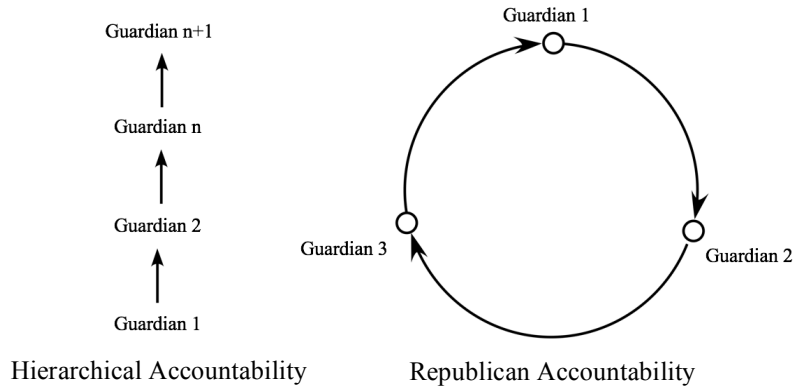 Guardian n+1
Guardian n
Guardian 2
Guardian 1
Hierarchical Accountability
Guardian 1
Guardian 2
Guardian 3
Republican Accountability